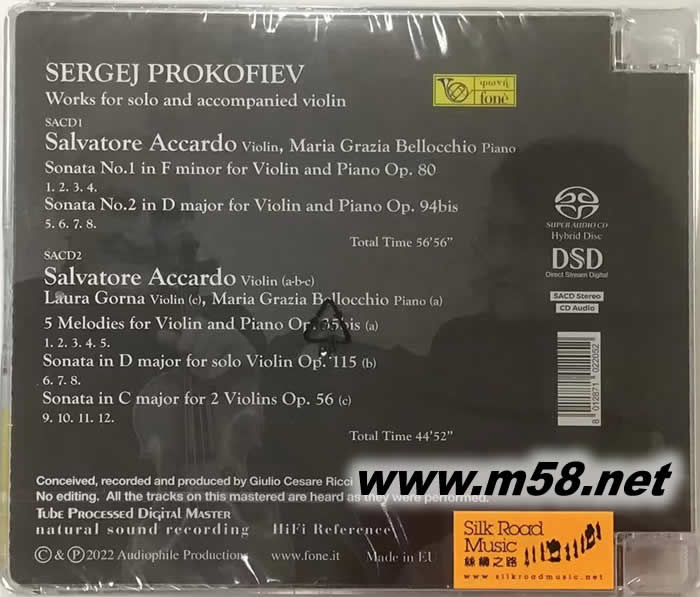 SERGEJ PROKOFIEV
Works for solo and accompanied violin
φωνή
fonè
SACD1
Salvatore Accardo Violin, Maria Grazia Bellocchio Piano
Sonata No.1 in F minor for Violin and Piano Op. 80
1. 2. 3. 4.
Sonata No.2 in D major for Violin and Piano Op. 94bis
5. 6. 7. 8.
Total Time 56'56"
SACD2
Salvatore Accardo Violin (a-b-c)
Laura Gorna Violin (c), Maria Grazia Bellocchio Piano (a)
5 Melodies for Violin and Piano Op. 35bis (a)
1. 2. 3. 4. 5.
Sonata in D major for solo Violin Op. 115 (b)
6. 7. 8.
Sonata in C major for 2 Violins Op. 56 (c)
9. 10. 11. 12.
Total Time 44'52"
SUPER AUDIO CD
Hybrid Disc
DSD
Direct Stream Digital
SACD Stereo
CD Audio
8 012871 022052
Conceived, recorded and produced by Giulio Cesare Ricci
No editing. All the tracks on this mastered are heard as they were performed.
TUBE PROCESSED DIGITAL MASTER
natural sound recording HiFi Reference
© & ℗ 2022 Audiophile Productions www.fone.it Made in EU
www.m58.net
Silk Road
Music
絲綢之路
www.silkroadmusic.net